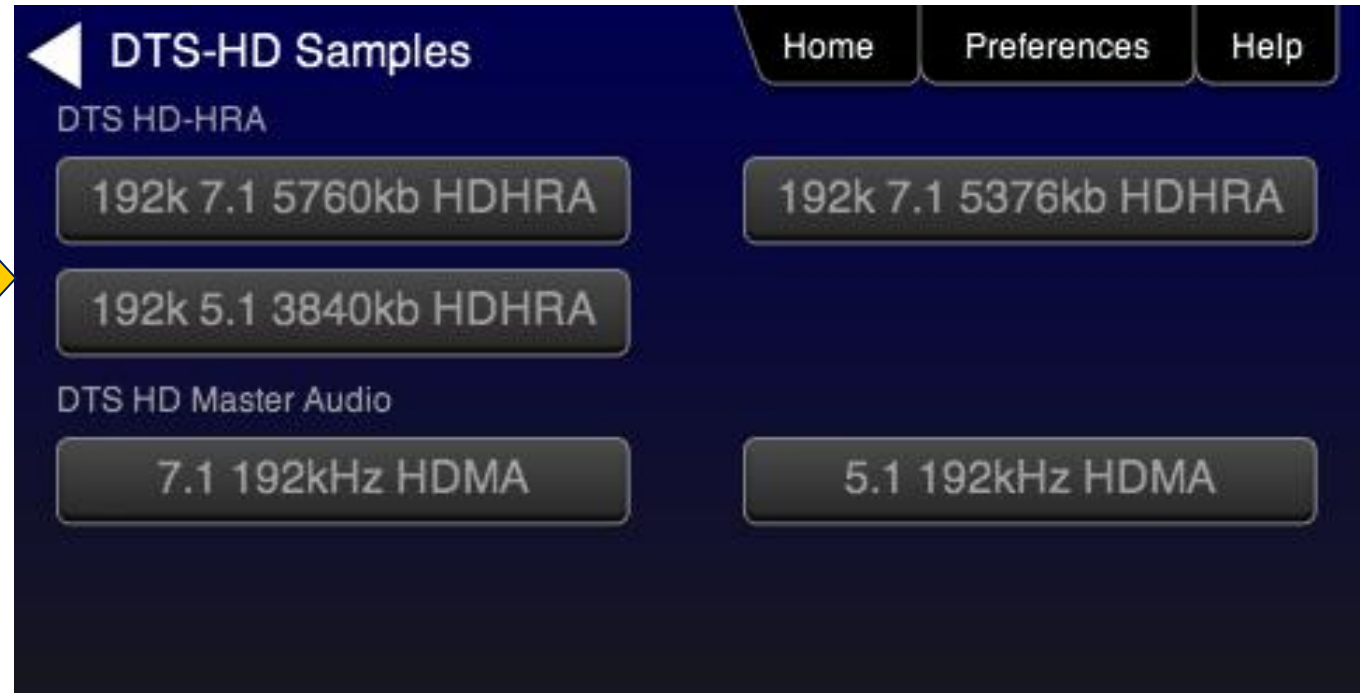 DTS-HD Samples
Home
Preferences
Help
DTS HD-HRA
192k 7.1 5760kb HDHRA
192k 7.1 5376kb HDHRA
192k 5.1 3840kb HDHRA
DTS HD Master Audio
7.1 192kHz HDMA
5.1 192kHz HDMA